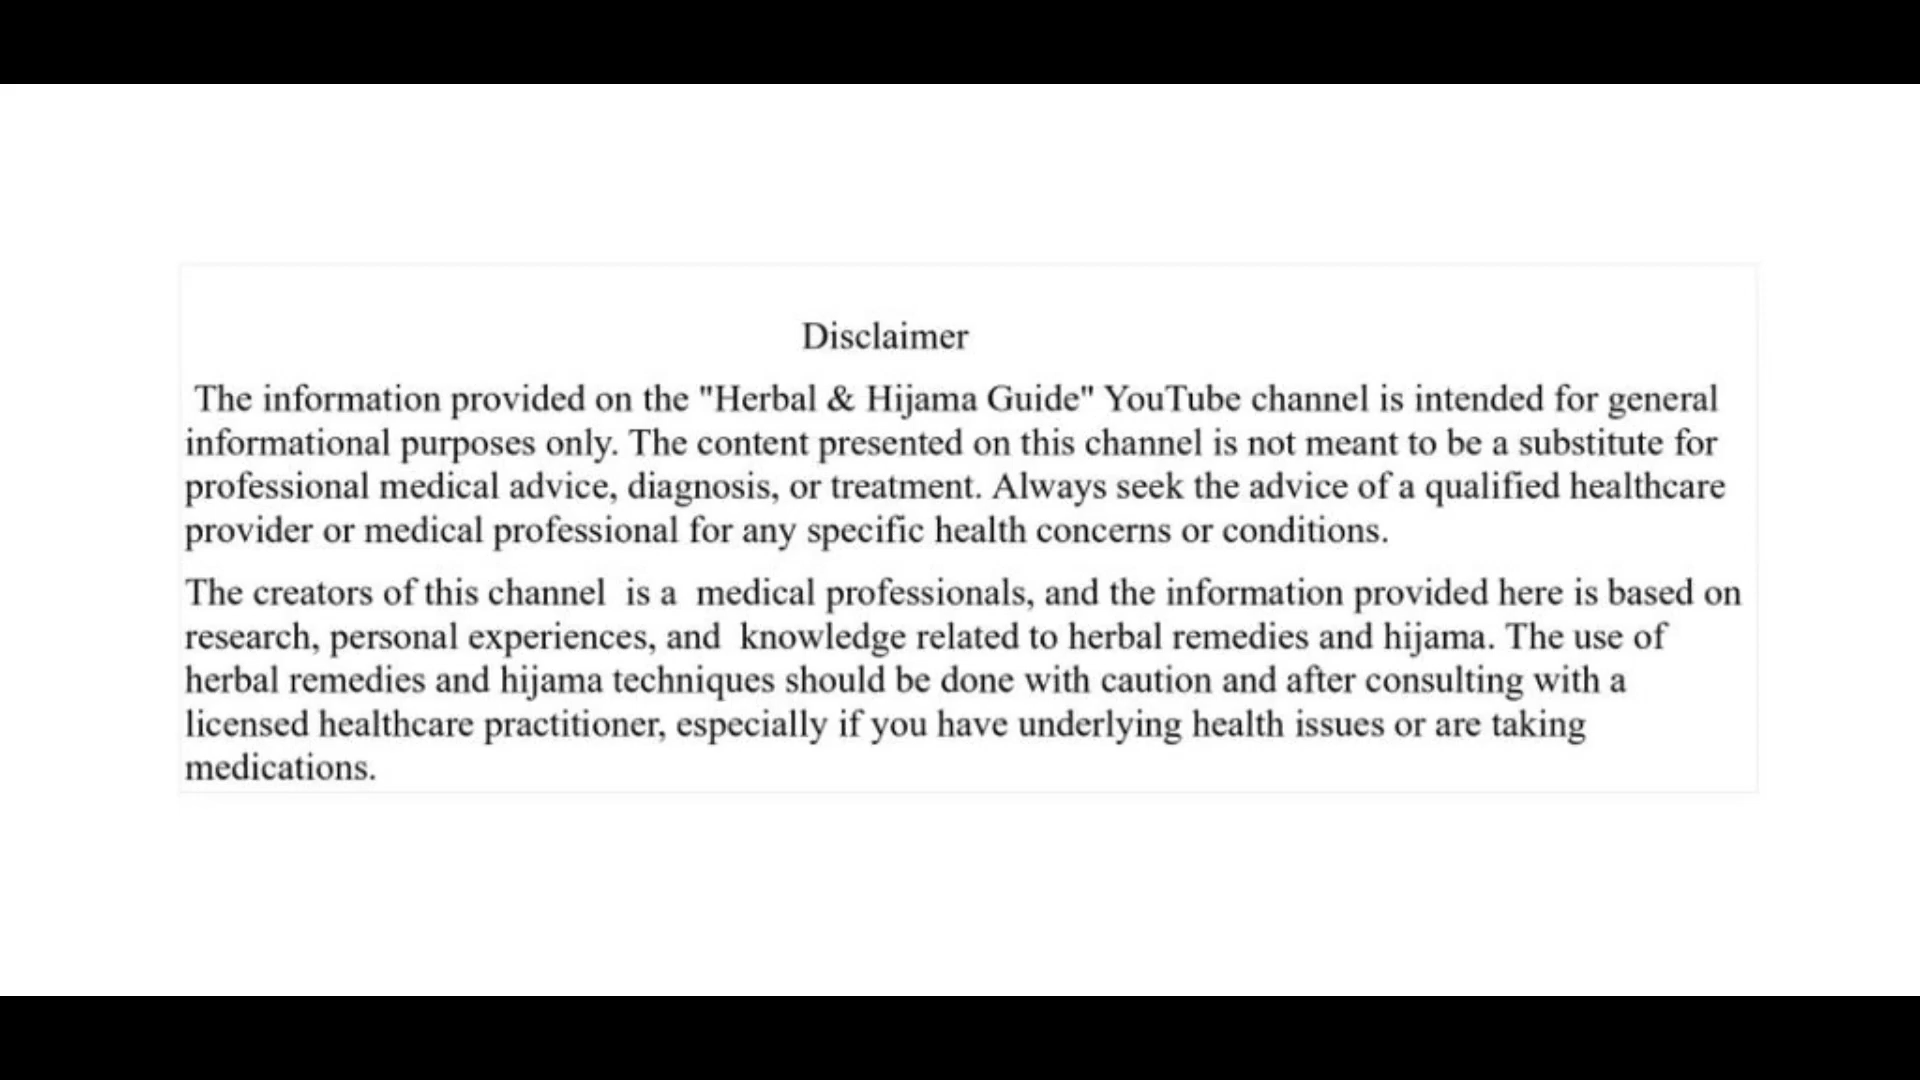 Disclaimer
The information provided on the "Herbal & Hijama Guide" YouTube channel is intended for general
informational purposes only. The content presented on this channel is not meant to be a substitute for
professional medical advice, diagnosis, or treatment. Always seek the advice of a qualified healthcare
provider or medical professional for any specific health concerns or conditions.
The creators of this channel  is a  medical professionals, and the information provided here is based on
research, personal experiences, and  knowledge related to herbal remedies and hijama. The use of
herbal remedies and hijama techniques should be done with caution and after consulting with a
licensed healthcare practitioner, especially if you have underlying health issues or are taking
medications.